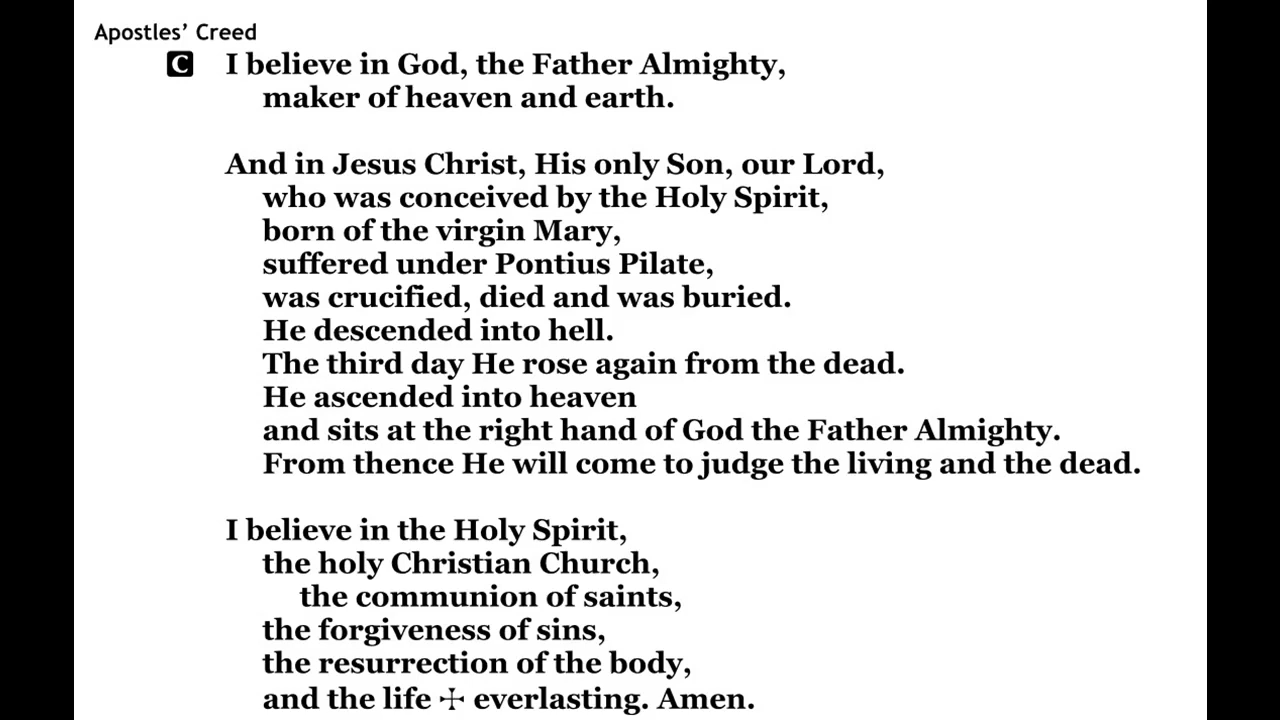 Apostles’ Creed
C I believe in God, the Father Almighty,
maker of heaven and earth.
And in Jesus Christ, His only Son, our Lord,
who was conceived by the Holy Spirit,
born of the virgin Mary,
suffered under Pontius Pilate,
was crucified, died and was buried.
He descended into hell.
The third day He rose again from the dead.
He ascended into heaven
and sits at the right hand of God the Father Almighty.
From thence He will come to judge the living and the dead.
I believe in the Holy Spirit,
the holy Christian Church,
the communion of saints,
the forgiveness of sins,
the resurrection of the body,
and the life ☩ everlasting. Amen.